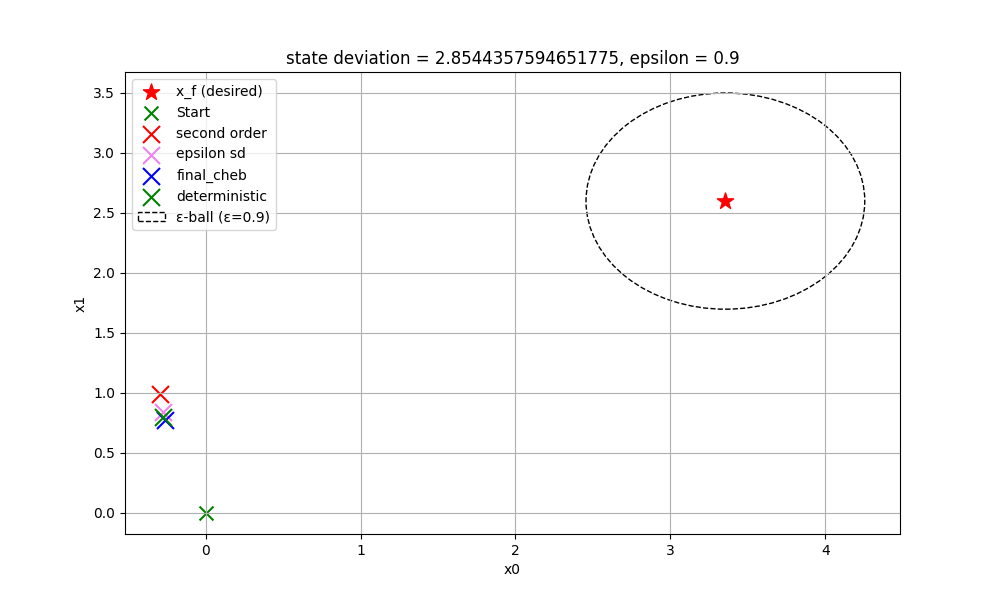 state deviation = 2.8544357594651775, epsilon = 0.9
x_f (desired)
Start
second order
epsilon sd
final_cheb
deterministic
ε-ball (ε=0.9)
3.5
3.0
2.5
2.0
1.5
1.0
0.5
0.0
x1
0 1 2 3 4
x0